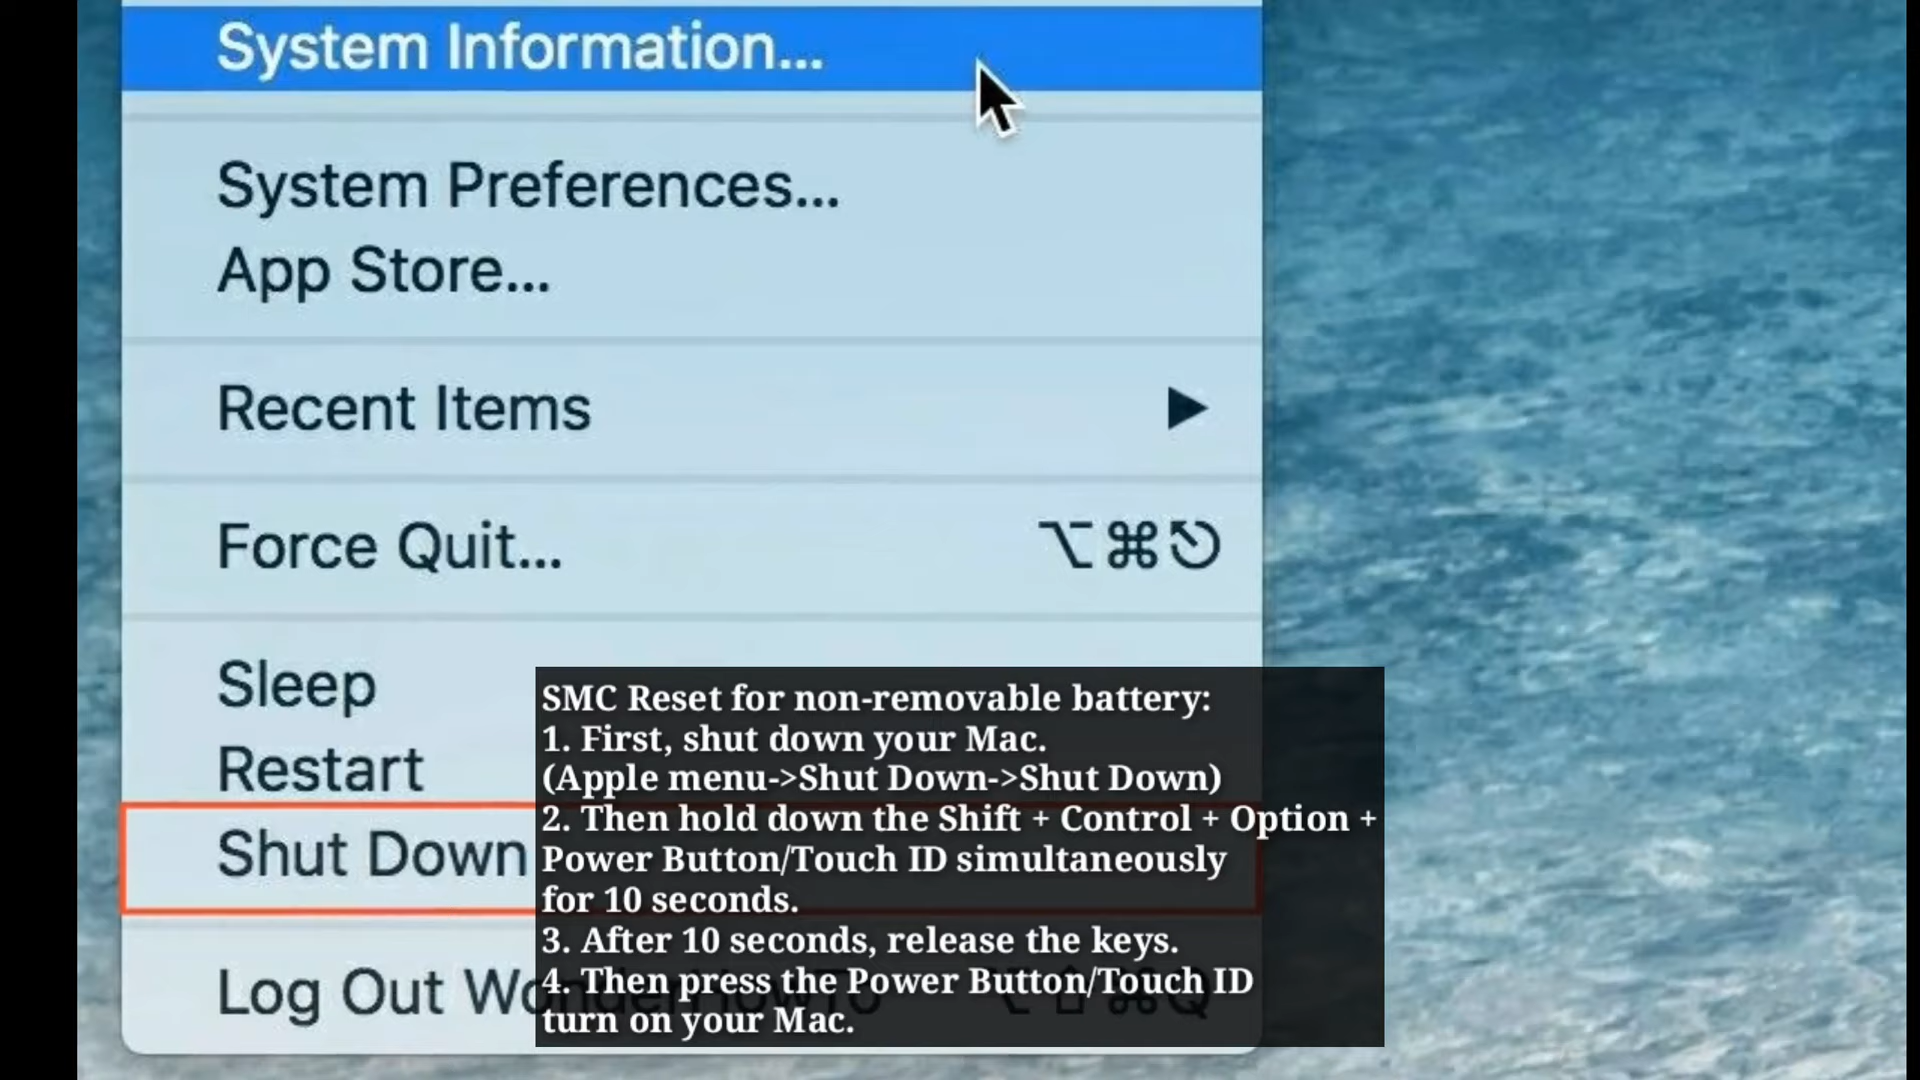 System Information...
System Preferences...
App Store...
Recent Items ▶
Force Quit... ⌥⌘⎋
Sleep
Restart
Shut Down
SMC Reset for non-removable battery:
1. First, shut down your Mac.
(Apple menu->Shut Down->Shut Down)
2. Then hold down the Shift + Control + Option +
Power Button/Touch ID simultaneously
for 10 seconds.
3. After 10 seconds, release the keys.
4. Then press the Power Button/Touch ID
turn on your Mac.
Log Out WonderHowTo ⌥⇧⌘Q